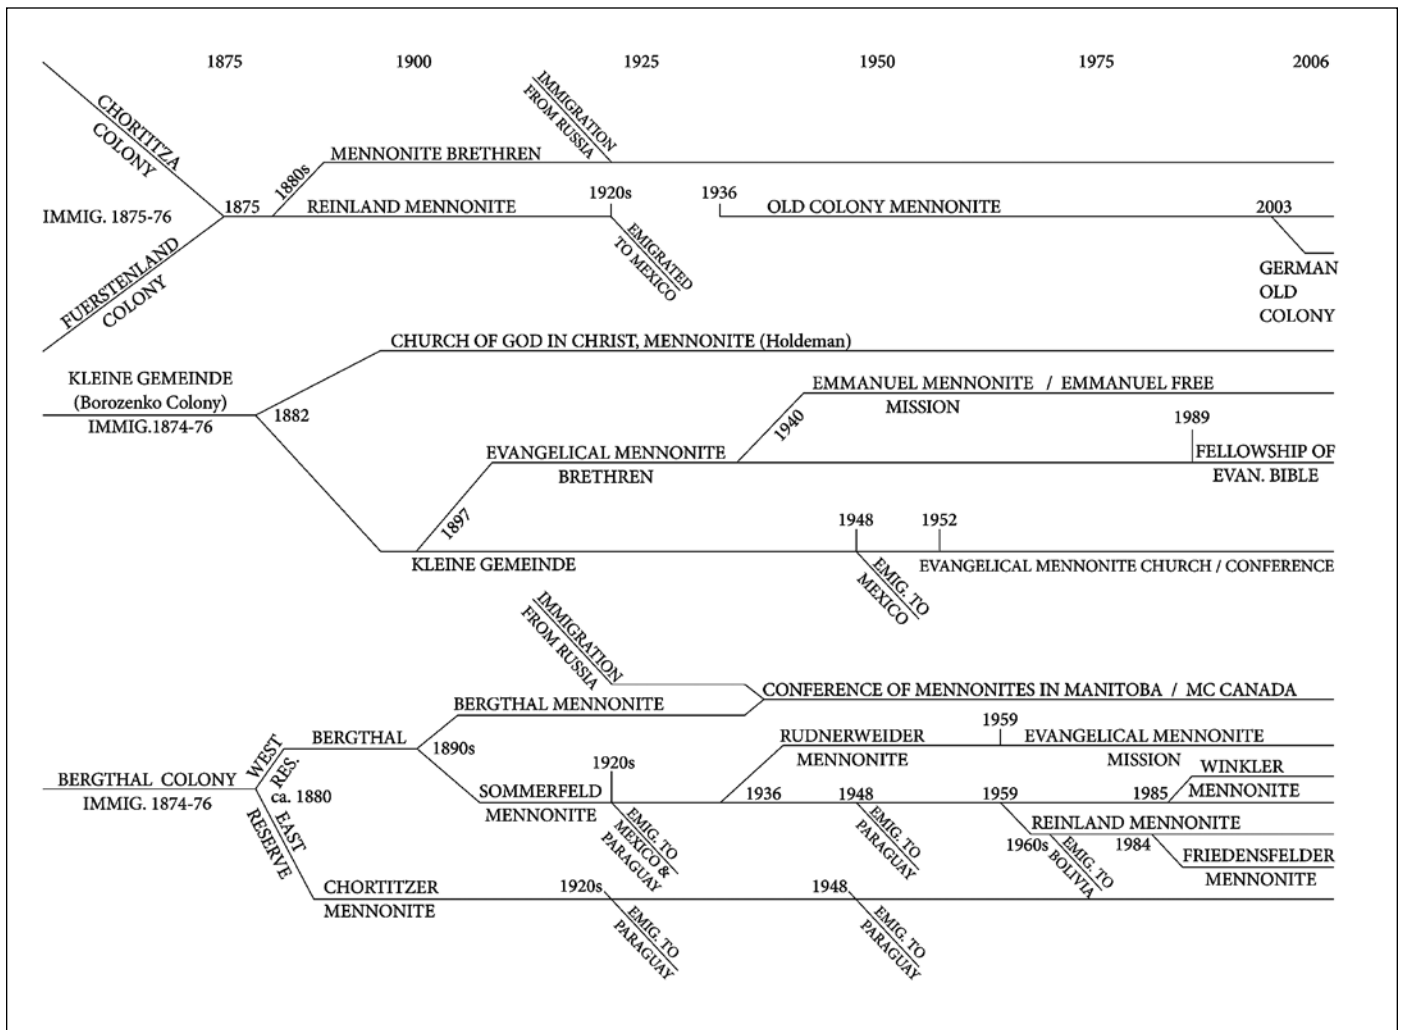 1875 1900 1925 1950 1975 2006
CHORTITZA
COLONY
IMMIGRATION
FROM RUSSIA
MENNONITE BRETHREN
1880s
IMMIG. 1875-76
1875
REINLAND MENNONITE
1920s
EMIGRATED
TO MEXICO
1936
OLD COLONY MENNONITE
2003
GERMAN
OLD
COLONY
FUERSTENLAND
COLONY
CHURCH OF GOD IN CHRIST, MENNONITE (Holdeman)
KLEINE GEMEINDE
(Borozenko Colony)
IMMIG.1874-76
1882
EMMANUEL MENNONITE / EMMANUEL FREE
MISSION
1940
1989
EVANGELICAL MENNONITE
BRETHREN
FELLOWSHIP OF
EVAN. BIBLE
1897
1948
1952
KLEINE GEMEINDE
EMIG. TO
MEXICO
EVANGELICAL MENNONITE CHURCH / CONFERENCE
IMMIGRATION
FROM RUSSIA
CONFERENCE OF MENNONITES IN MANITOBA / MC CANADA
BERGTHAL MENNONITE
BERGTHAL
1890s
WEST
RES.
BERGTHAL COLONY
IMMIG. 1874-76
ca. 1880
EAST
RESERVE
RUDNERWEIDER
MENNONITE
1959
EVANGELICAL MENNONITE
MISSION
WINKLER
MENNONITE
SOMMERFELD
MENNONITE
1920s
EMIG. TO
MEXICO &
PARAGUAY
1936
1948
EMIG. TO
PARAGUAY
1959
1985
REINLAND MENNONITE
1960s
EMIG. TO
BOLIVIA
1984
FRIEDENSFELDER
MENNONITE
CHORTITZER
MENNONITE
1920s
EMIG. TO
PARAGUAY
1948
EMIG. TO
PARAGUAY